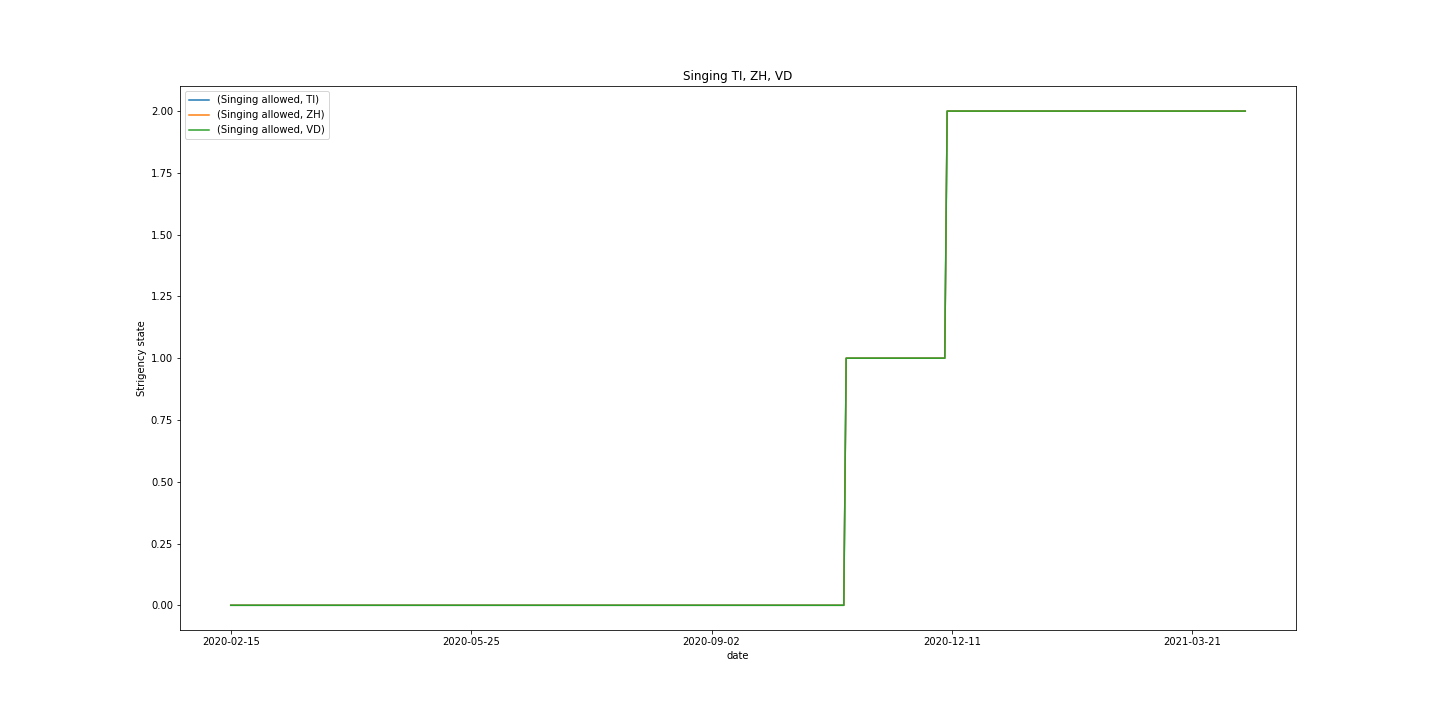 Singing TI, ZH, VD
(Singing allowed, TI)
(Singing allowed, ZH)
(Singing allowed, VD)
2.00
1.75
1.50
1.25
1.00
0.75
0.50
0.25
0.00
Strigency state
2020-02-15 2020-05-25 2020-09-02 2020-12-11 2021-03-21
date